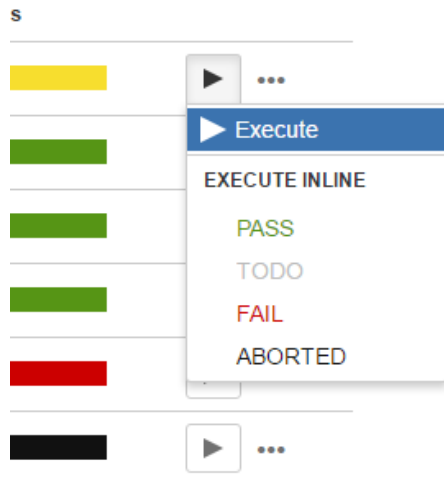 s
Execute
EXECUTE INLINE
PASS
TODO
FAIL
ABORTED